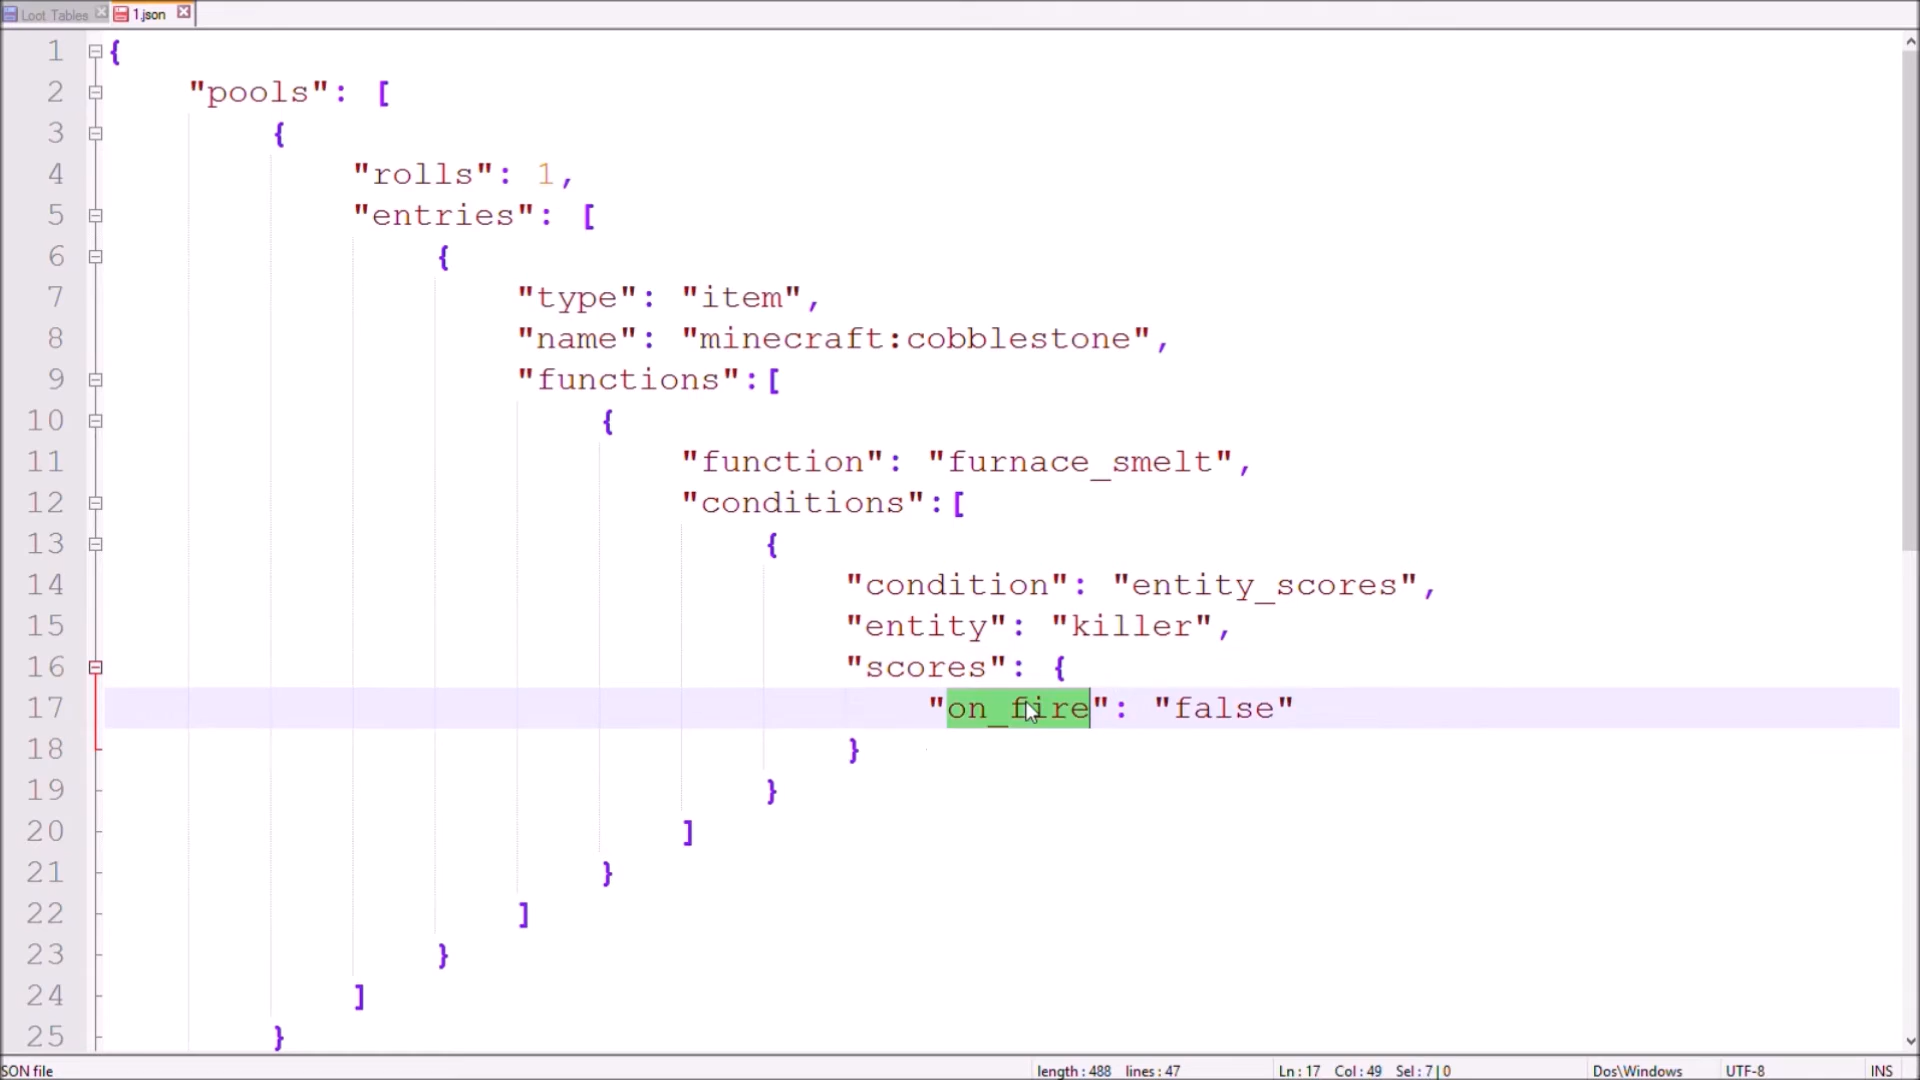 Loot Tables 1.json
1 {
2 "pools": [
3 {
4 "rolls": 1,
5 "entries": [
6 {
7 "type": "item",
8 "name": "minecraft:cobblestone",
9 "functions":[
10 {
11 "function": "furnace_smelt",
12 "conditions":[
13 {
14 "condition": "entity_scores",
15 "entity": "killer",
16 "scores": {
17 "on_fire": "false"
18 }
19 }
20 ]
21 }
22 ]
23 }
24 ]
25 }
SON file length : 488 lines : 47 Ln : 17 Col : 49 Sel : 7 | 0 Dos\Windows UTF-8 INS